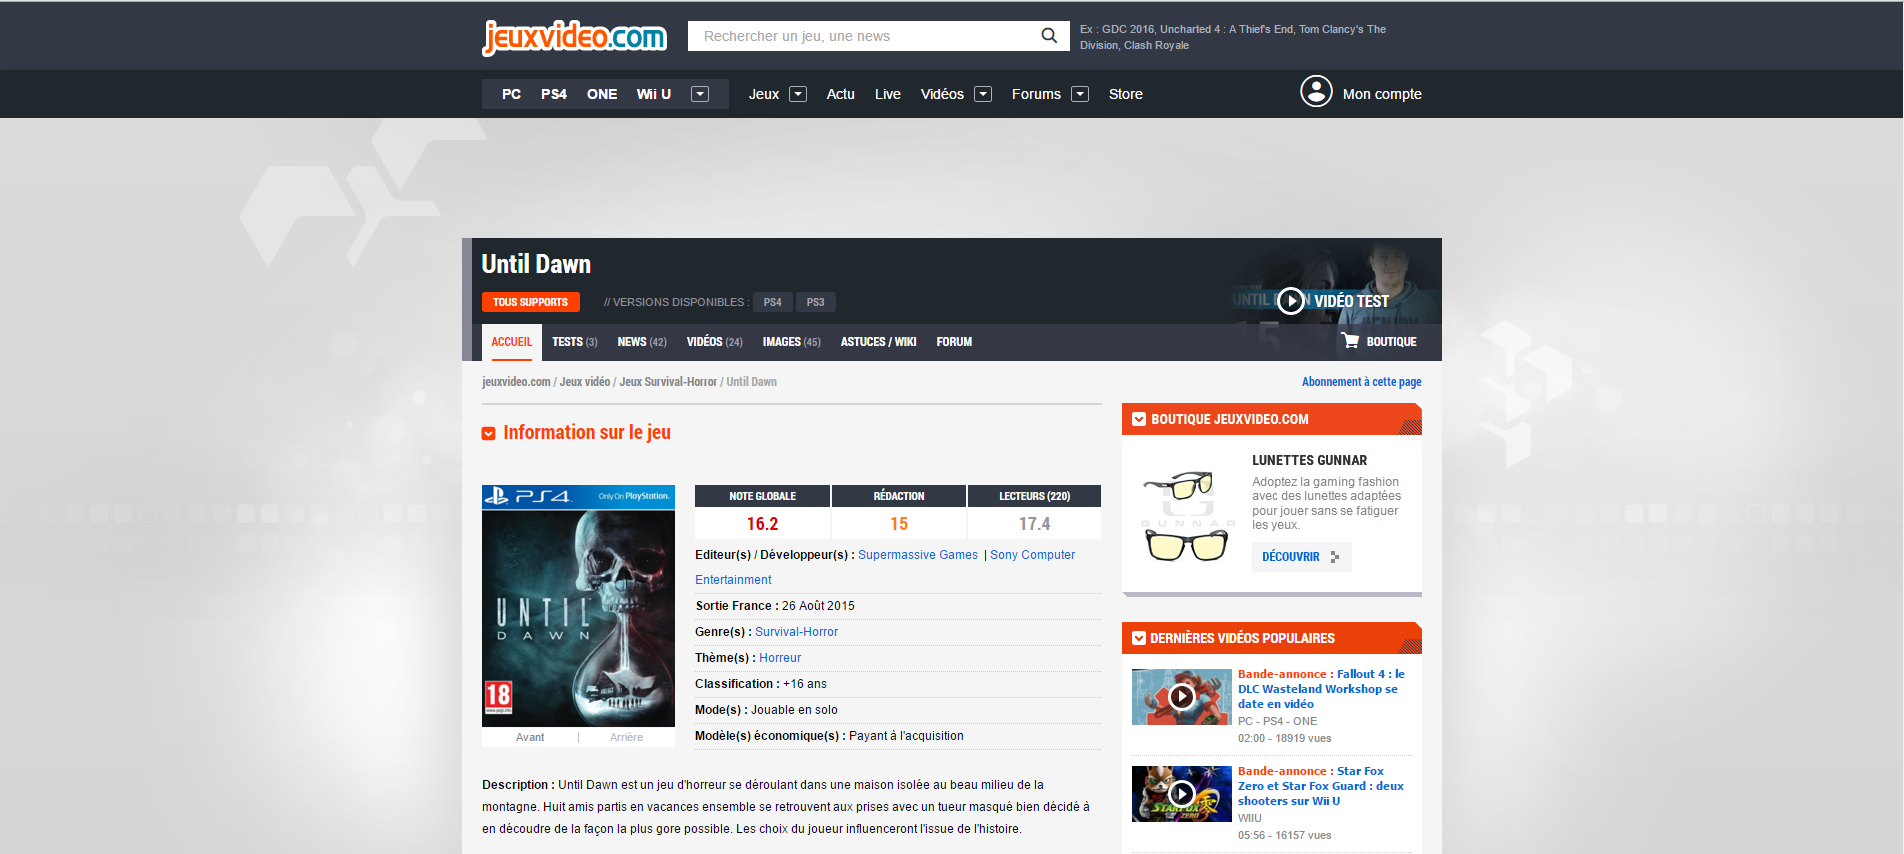 jeuxvideo.com
Rechercher un jeu, une news
Ex : GDC 2016, Uncharted 4 : A Thief's End, Tom Clancy's The
Division, Clash Royale
PC PS4 ONE Wii U Jeux Actu Live Vidéos Forums Store Mon compte
Until Dawn
TOUS SUPPORTS // VERSIONS DISPONIBLES : PS4 PS3
UNTIL DAWN VIDÉO TEST
ACCUEIL TESTS (3) NEWS (42) VIDÉOS (24) IMAGES (45) ASTUCES / WIKI FORUM BOUTIQUE
jeuxvideo.com / Jeux vidéo / Jeux Survival-Horror / Until Dawn
Abonnement à cette page
Information sur le jeu
PS4 Only On PlayStation.
UNTIL
DAWN
18
www.pegi.info
Avant | Arrière
NOTE GLOBALE RÉDACTION LECTEURS (220)
16.2 15 17.4
Editeur(s) / Développeur(s) : Supermassive Games | Sony Computer
Entertainment
Sortie France : 26 Août 2015
Genre(s) : Survival-Horror
Thème(s) : Horreur
Classification : +16 ans
Mode(s) : Jouable en solo
Modèle(s) économique(s) : Payant à l'acquisition
Description : Until Dawn est un jeu d'horreur se déroulant dans une maison isolée au beau milieu de la
montagne. Huit amis partis en vacances ensemble se retrouvent aux prises avec un tueur masqué bien décidé à
en découdre de la façon la plus gore possible. Les choix du joueur influenceront l'issue de l'histoire.
BOUTIQUE JEUXVIDEO.COM
GUNNAR
LUNETTES GUNNAR
Adoptez la gaming fashion
avec des lunettes adaptées
pour jouer sans se fatiguer
les yeux.
DÉCOUVRIR
DERNIÈRES VIDÉOS POPULAIRES
Bande-annonce : Fallout 4 : le
DLC Wasteland Workshop se
date en vidéo
PC - PS4 - ONE
02:00 - 18919 vues
STARFOX
ZERO
Bande-annonce : Star Fox
Zero et Star Fox Guard : deux
shooters sur Wii U
WIIU
05:56 - 16157 vues